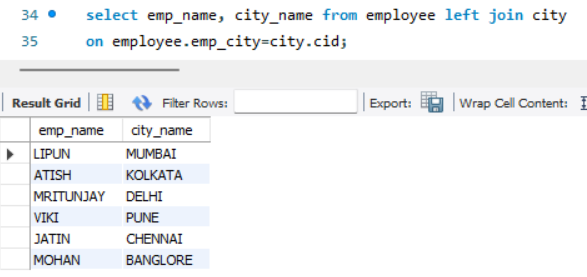 34 select emp_name, city_name from employee left join city
35 on employee.emp_city=city.cid;
Result Grid Filter Rows: Export: Wrap Cell Content:
emp_name city_name
LIPUN MUMBAI
ATISH KOLKATA
MRITUNJAY DELHI
VIKI PUNE
JATIN CHENNAI
MOHAN BANGLORE